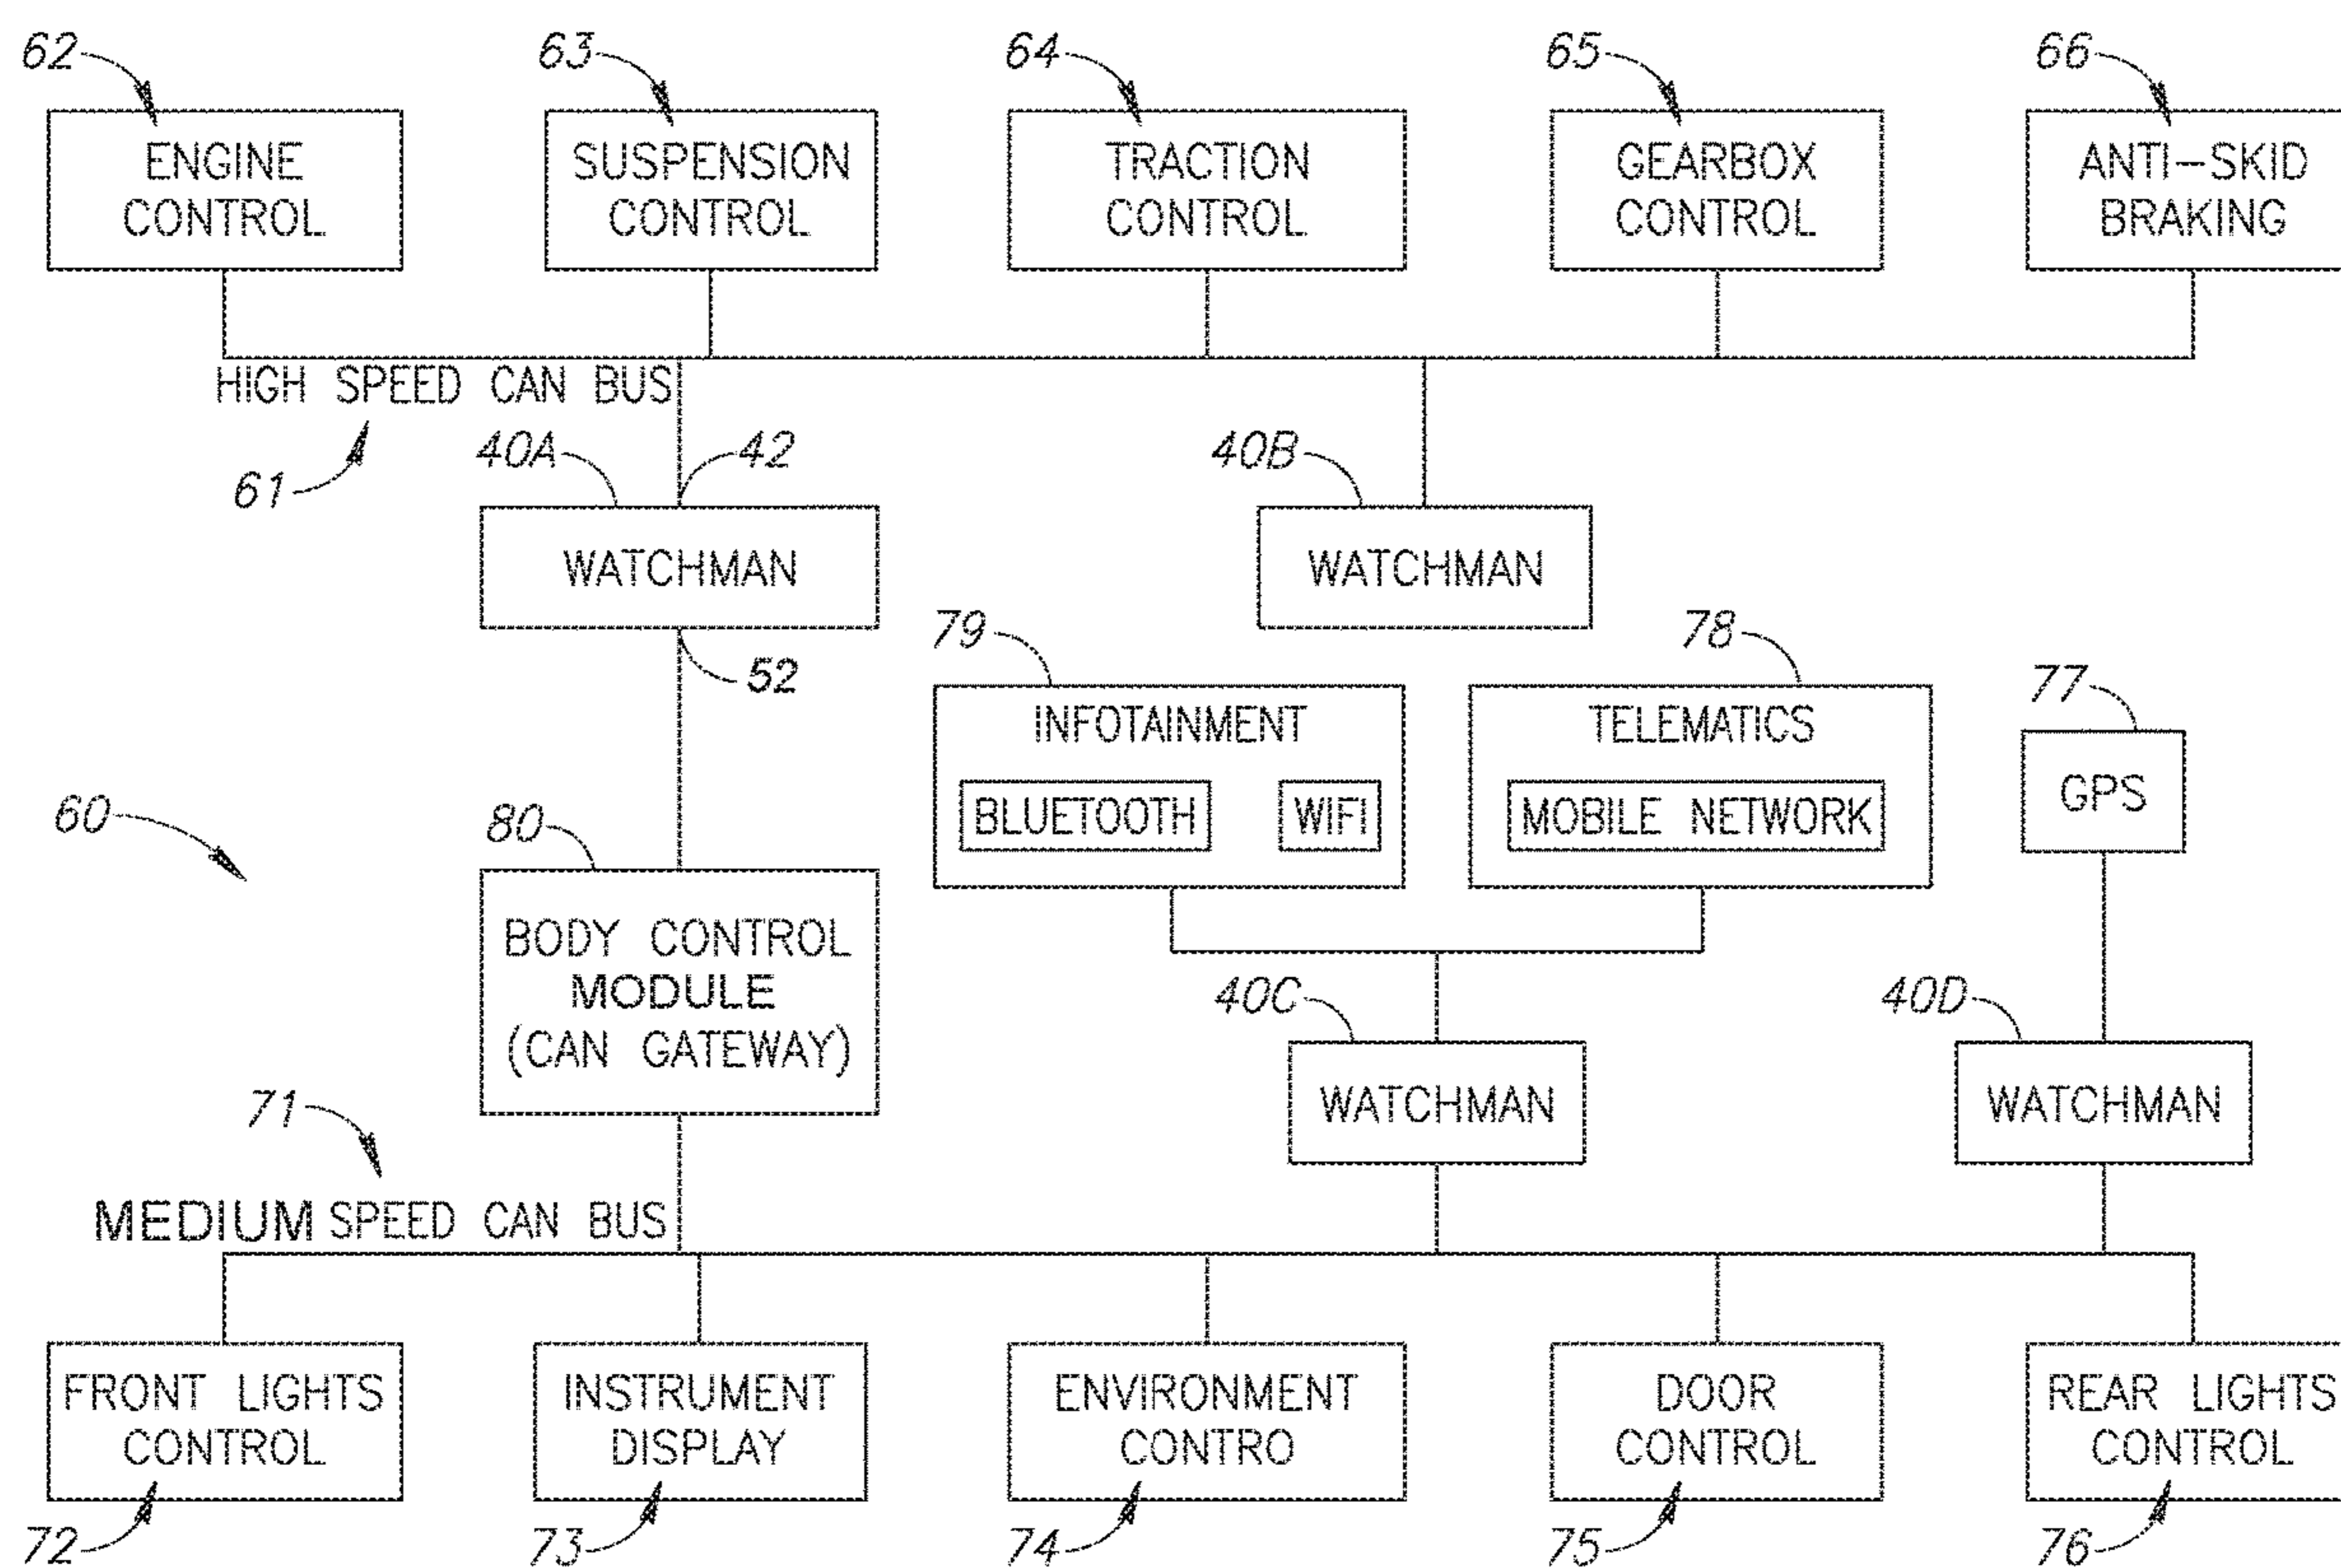 62
63
64
65
66
ENGINE
CONTROL
SUSPENSION
CONTROL
TRACTION
CONTROL
GEARBOX
CONTROL
ANTI-SKID
BRAKING
HIGH SPEED CAN BUS
61
40A
42
40B
WATCHMAN
WATCHMAN
52
79
78
77
INFOTAINMENT
BLUETOOTH
WIFI
TELEMATICS
MOBILE NETWORK
GPS
60
80
BODY CONTROL
MODULE
(CAN GATEWAY)
40C
40D
WATCHMAN
WATCHMAN
71
MEDIUM SPEED CAN BUS
FRONT LIGHTS
CONTROL
INSTRUMENT
DISPLAY
ENVIRONMENT
CONTRO
DOOR
CONTROL
REAR LIGHTS
CONTROL
72
73
74
75
76